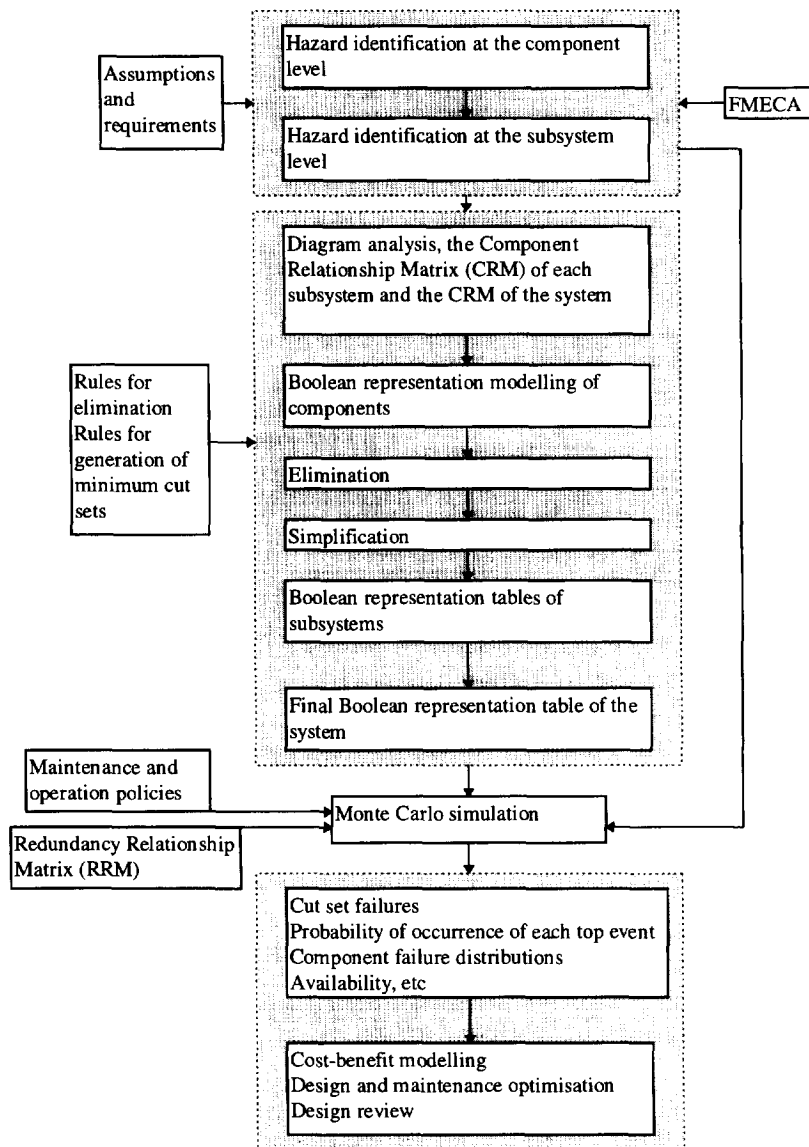 Hazard identification at the component
level
Assumptions
and
requirements
FMECA
Hazard identification at the subsystem
level
Diagram analysis, the Component
Relationship Matrix (CRM) of each
subsystem and the CRM of the system
Rules for
elimination
Rules for
generation of
minimum cut
sets
Boolean representation modelling of
components
Elimination
Simplification
Boolean representation tables of
subsystems
Final Boolean representation table of the
system
Maintenance and
operation policies
Monte Carlo simulation
Redundancy Relationship
Matrix (RRM)
Cut set failures
Probability of occurrence of each top event
Component failure distributions
Availability, etc
Cost-benefit modelling
Design and maintenance optimisation
Design review